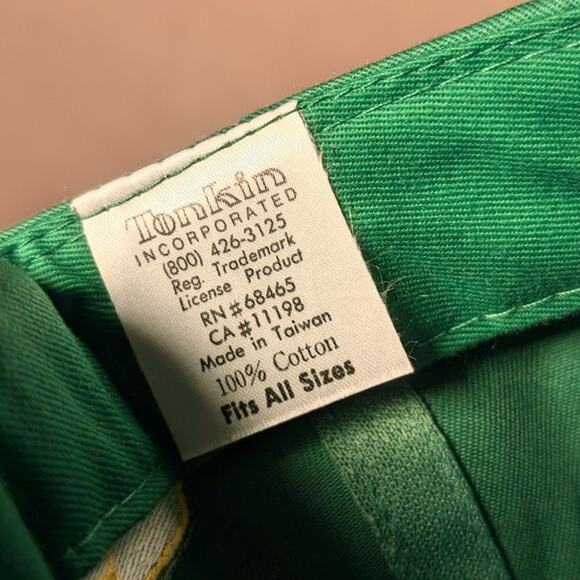 Tonkin
INCORPORATED
(800) 426-3125
Reg. Trademark
License Product
RN#68465
CA#11198
Made in Taiwan
100% Cotton
Fits All Sizes